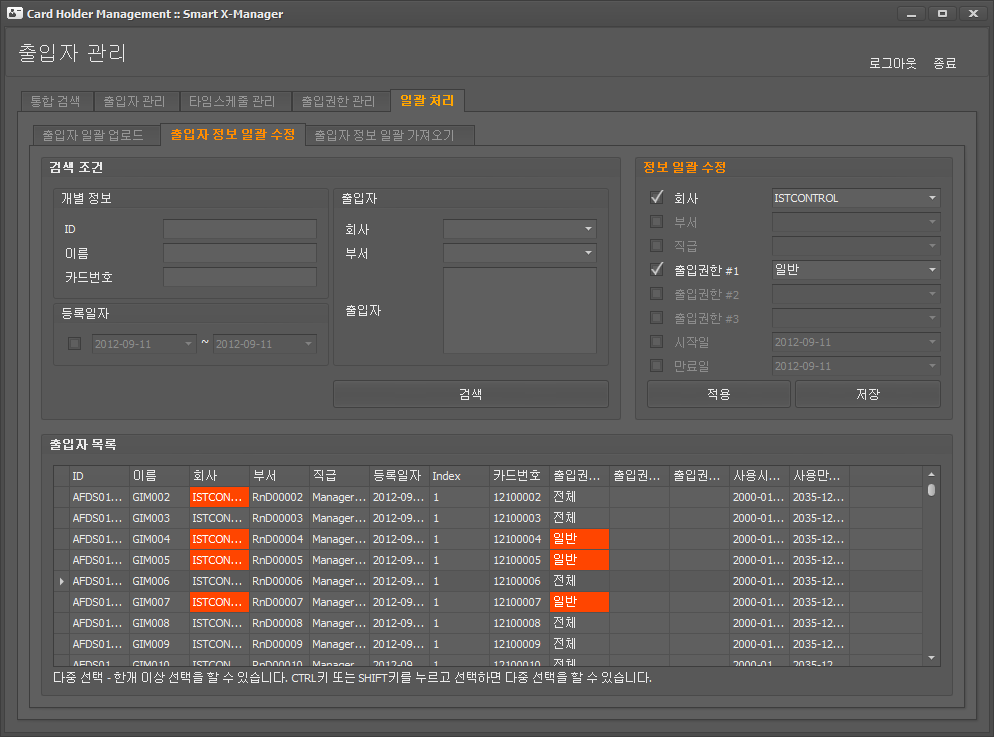 Card Holder Management :: Smart X-Manager
출입자 관리
로그아웃 종료
통합 검색 출입자 관리 타임스케줄 관리 출입권한 관리 일괄 처리
출입자 일괄 업로드 출입자 정보 일괄 수정 출입자 정보 일괄 가져오기
검색 조건
개별 정보
ID
이름
카드번호
등록일자
2012-09-11 ~ 2012-09-11
출입자
회사
부서
출입자
검색
정보 일괄 수정
회사 ISTCONTROL
부서
직급
출입권한 #1 일반
출입권한 #2
출입권한 #3
시작일 2012-09-11
만료일 2012-09-11
적용 저장
출입자 목록
ID 이름 회사 부서 직급 등록일자 Index 카드번호 출입권... 출입권... 출입권... 사용시... 사용만...
AFDS01... GIM002 ISTCON... RnD00002 Manager... 2012-09... 1 12100002 전체 2000-01... 2035-12...
AFDS01... GIM003 ISTCON... RnD00003 Manager... 2012-09... 1 12100003 전체 2000-01... 2035-12...
AFDS01... GIM004 ISTCON... RnD00004 Manager... 2012-09... 1 12100004 일반 2000-01... 2035-12...
AFDS01... GIM005 ISTCON... RnD00005 Manager... 2012-09... 1 12100005 일반 2000-01... 2035-12...
AFDS01... GIM006 ISTCON... RnD00006 Manager... 2012-09... 1 12100006 전체 2000-01... 2035-12...
AFDS01... GIM007 ISTCON... RnD00007 Manager... 2012-09... 1 12100007 일반 2000-01... 2035-12...
AFDS01... GIM008 ISTCON... RnD00008 Manager... 2012-09... 1 12100008 전체 2000-01... 2035-12...
AFDS01... GIM009 ISTCON... RnD00009 Manager... 2012-09... 1 12100009 전체 2000-01... 2035-12...
AFDS01... GIM010 ISTCON... RnD00010 Manager... 2012-09... 1 12100010 전체 2000-01... 2035-12...
다중 선택 - 한개 이상 선택을 할 수 있습니다. CTRL키 또는 SHIFT키를 누르고 선택하면 다중 선택을 할 수 있습니다.